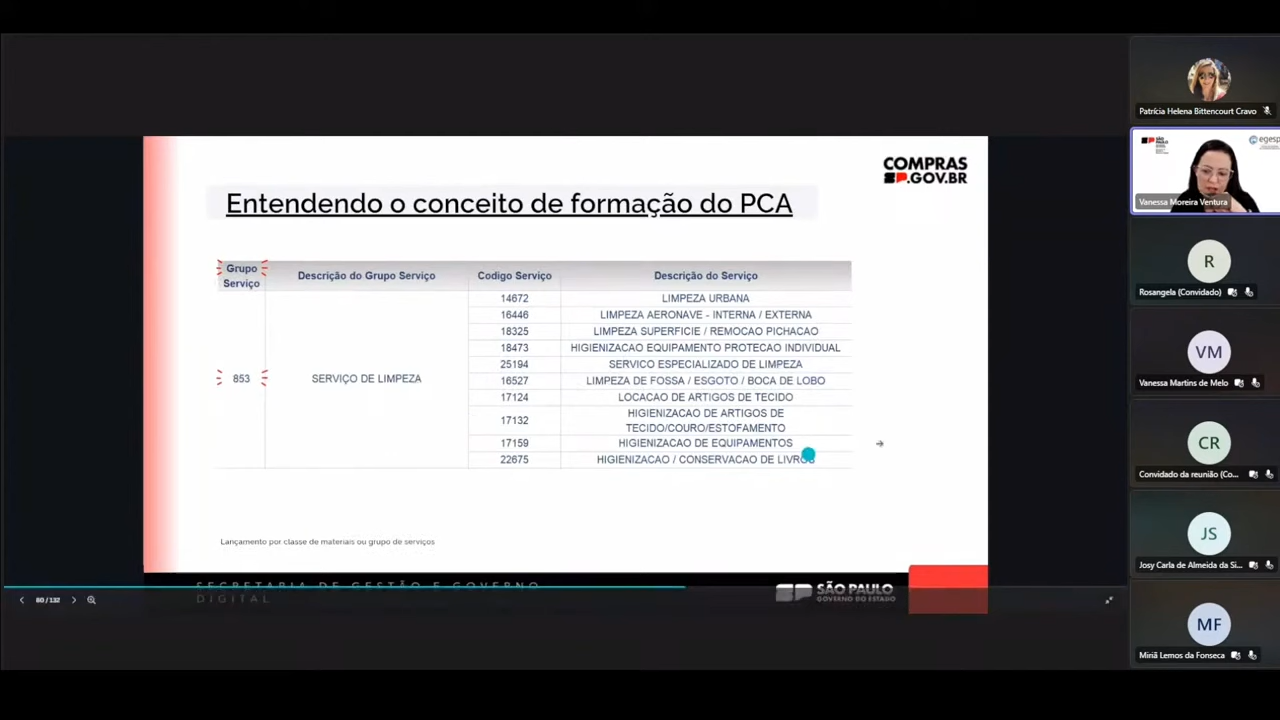 COMPRAS
.GOV.BR
Entendendo o conceito de formação do PCA
Grupo Serviço
Descrição do Grupo Serviço
Codigo Serviço
Descrição do Serviço
853
SERVIÇO DE LIMPEZA
14672 LIMPEZA URBANA
16446 LIMPEZA AERONAVE - INTERNA / EXTERNA
18325 LIMPEZA SUPERFICIE / REMOCAO PICHACAO
18473 HIGIENIZACAO EQUIPAMENTO PROTECAO INDIVIDUAL
25194 SERVICO ESPECIALIZADO DE LIMPEZA
16527 LIMPEZA DE FOSSA / ESGOTO / BOCA DE LOBO
17124 LOCACAO DE ARTIGOS DE TECIDO
17132 HIGIENIZACAO DE ARTIGOS DE
TECIDO/COURO/ESTOFAMENTO
17159 HIGIENIZACAO DE EQUIPAMENTOS
22675 HIGIENIZACAO / CONSERVACAO DE LIVROS
Lançamento por classe de materiais ou grupo de serviços
SECRETARIA DE GESTÃO E GOVERNO
DIGITAL
SÃO PAULO
GOVERNO DO ESTADO
80/132
Patrícia Helena Bittencourt Cravo
SÃO
PAULO
egesp
Vanessa Moreira Ventura
R
Rosangela (Convidado)
VM
Vanessa Martins de Melo
CR
Convidado da reunião (Co...
JS
Josy Carla de Almeida da Si...
MF
Miriã Lemos da Fonseca